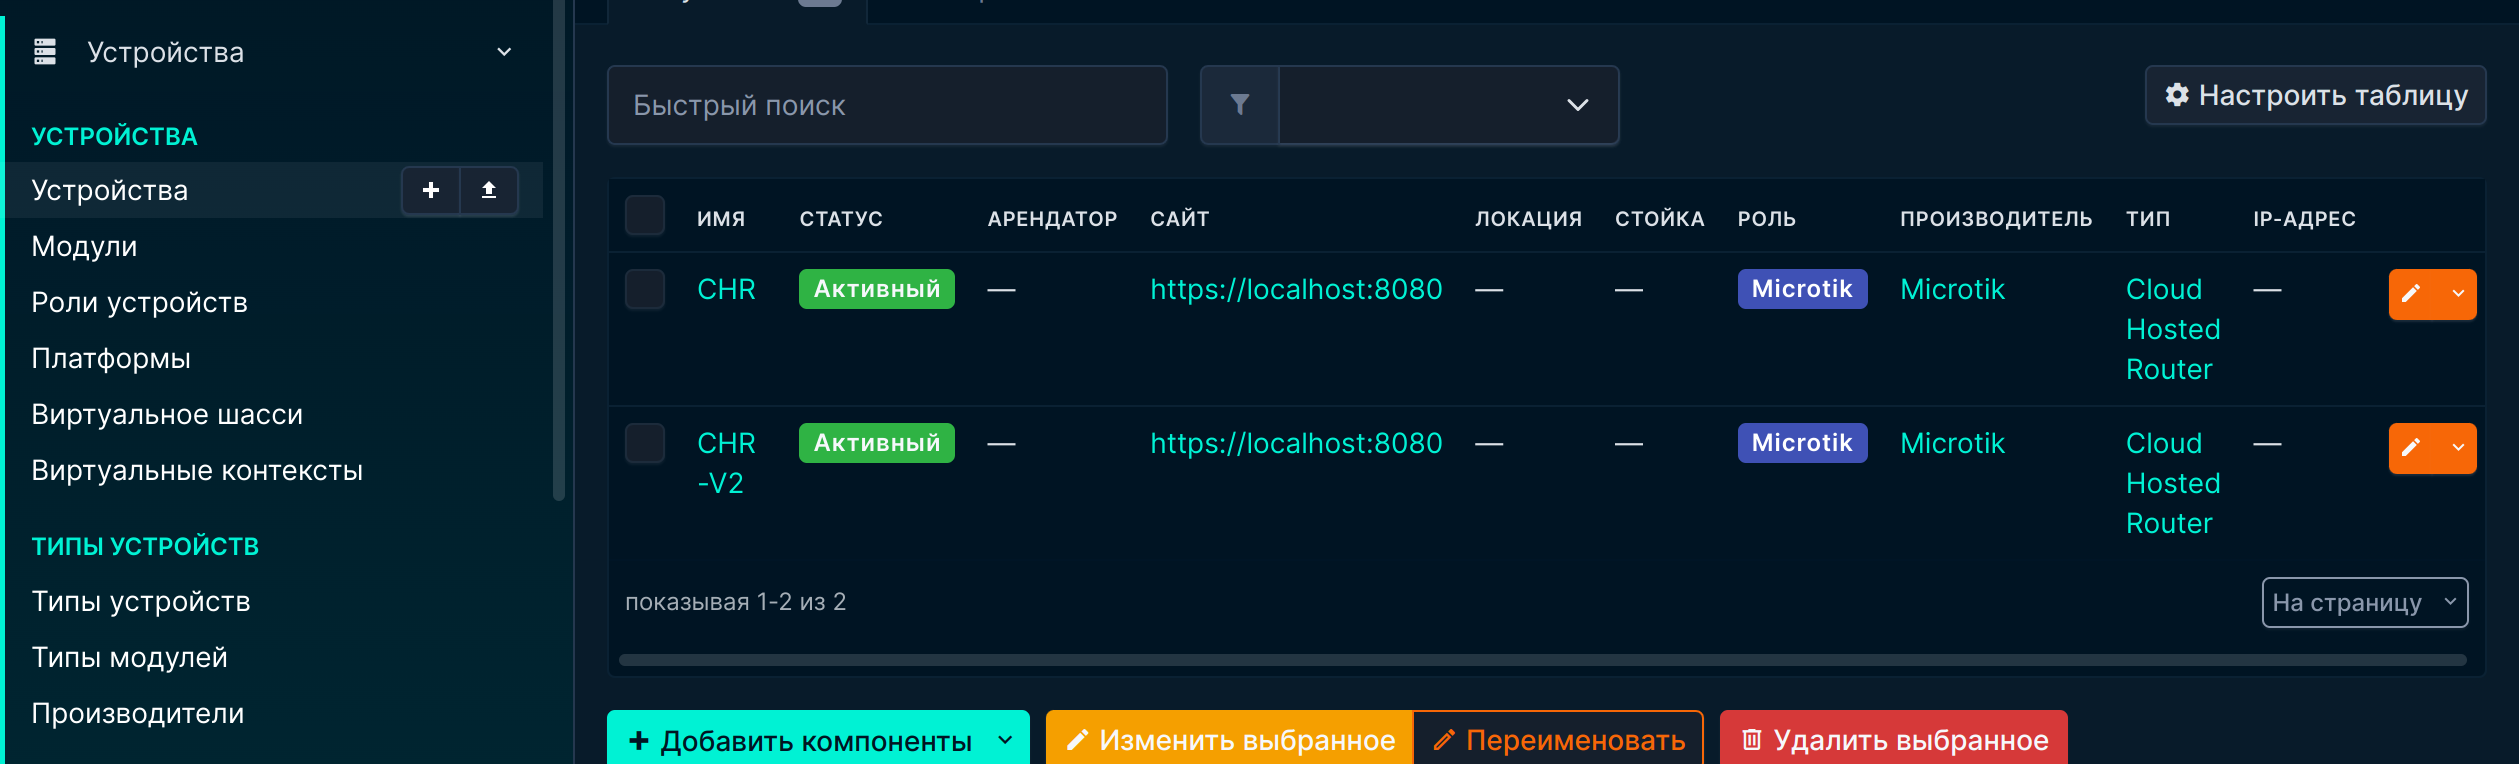 Устройства
УСТРОЙСТВА
Устройства
Модули
Роли устройств
Платформы
Виртуальное шасси
Виртуальные контексты
ТИПЫ УСТРОЙСТВ
Типы устройств
Типы модулей
Производители
Быстрый поиск
Настроить таблицу
ИМЯ СТАТУС АРЕНДАТОР САЙТ ЛОКАЦИЯ СТОЙКА РОЛЬ ПРОИЗВОДИТЕЛЬ ТИП IP-АДРЕС
CHR Активный — https://localhost:8080 — — Microtik Microtik Cloud —
Hosted
Router
CHR Активный — https://localhost:8080 — — Microtik Microtik Cloud —
-V2 Hosted
Router
показывая 1-2 из 2
На страницу
Добавить компоненты
Изменить выбранное
Переименовать
Удалить выбранное